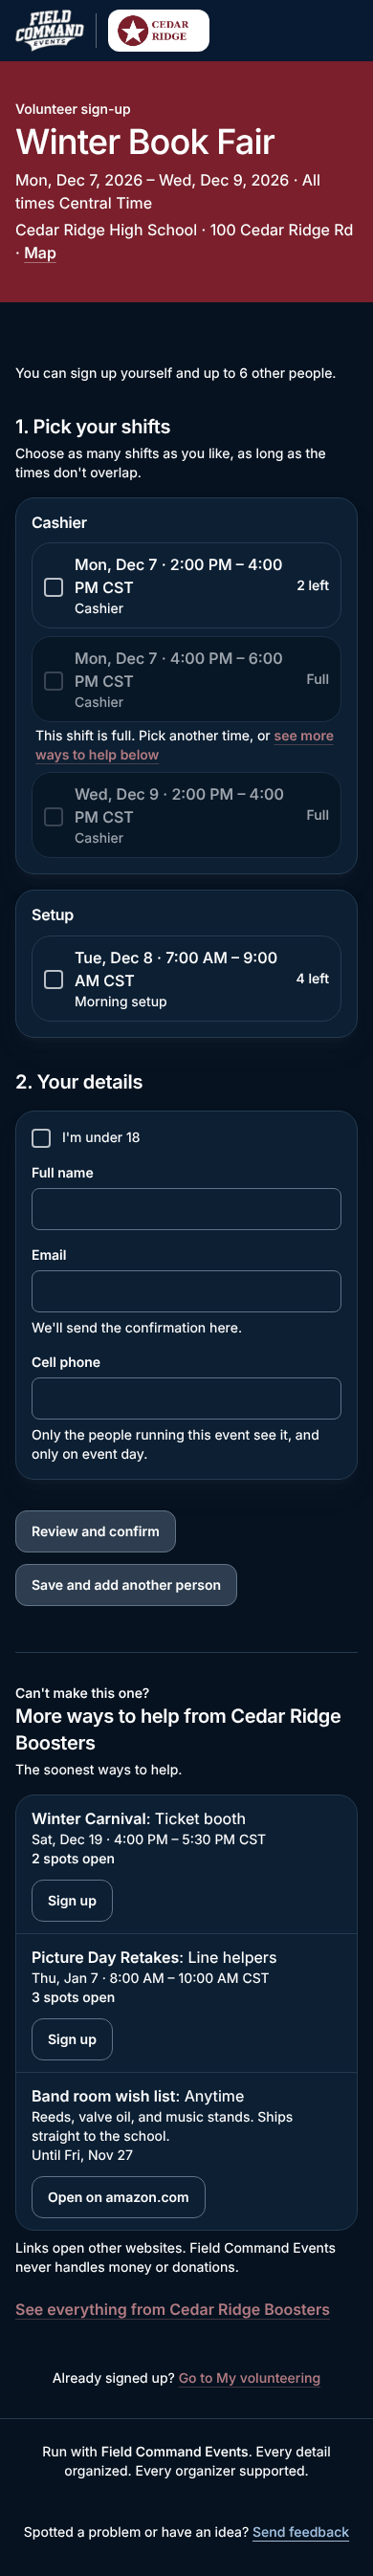 FIELD
COMMAND
EVENTS
CEDAR
RIDGE
Volunteer sign-up
Winter Book Fair
Mon, Dec 7, 2026 – Wed, Dec 9, 2026 · All
times Central Time
Cedar Ridge High School · 100 Cedar Ridge Rd
· Map
You can sign up yourself and up to 6 other people.
1. Pick your shifts
Choose as many shifts as you like, as long as the
times don't overlap.
Cashier
Mon, Dec 7 · 2:00 PM – 4:00
PM CST
2 left
Cashier
Mon, Dec 7 · 4:00 PM – 6:00
PM CST
Full
Cashier
This shift is full. Pick another time, or see more
ways to help below
Wed, Dec 9 · 2:00 PM – 4:00
PM CST
Full
Cashier
Setup
Tue, Dec 8 · 7:00 AM – 9:00
AM CST
4 left
Morning setup
2. Your details
I'm under 18
Full name
Email
We'll send the confirmation here.
Cell phone
Only the people running this event see it, and
only on event day.
Review and confirm
Save and add another person
Can't make this one?
More ways to help from Cedar Ridge
Boosters
The soonest ways to help.
Winter Carnival: Ticket booth
Sat, Dec 19 · 4:00 PM – 5:30 PM CST
2 spots open
Sign up
Picture Day Retakes: Line helpers
Thu, Jan 7 · 8:00 AM – 10:00 AM CST
3 spots open
Sign up
Band room wish list: Anytime
Reeds, valve oil, and music stands. Ships
straight to the school.
Until Fri, Nov 27
Open on amazon.com
Links open other websites. Field Command Events
never handles money or donations.
See everything from Cedar Ridge Boosters
Already signed up? Go to My volunteering
Run with Field Command Events. Every detail
organized. Every organizer supported.
Spotted a problem or have an idea? Send feedback